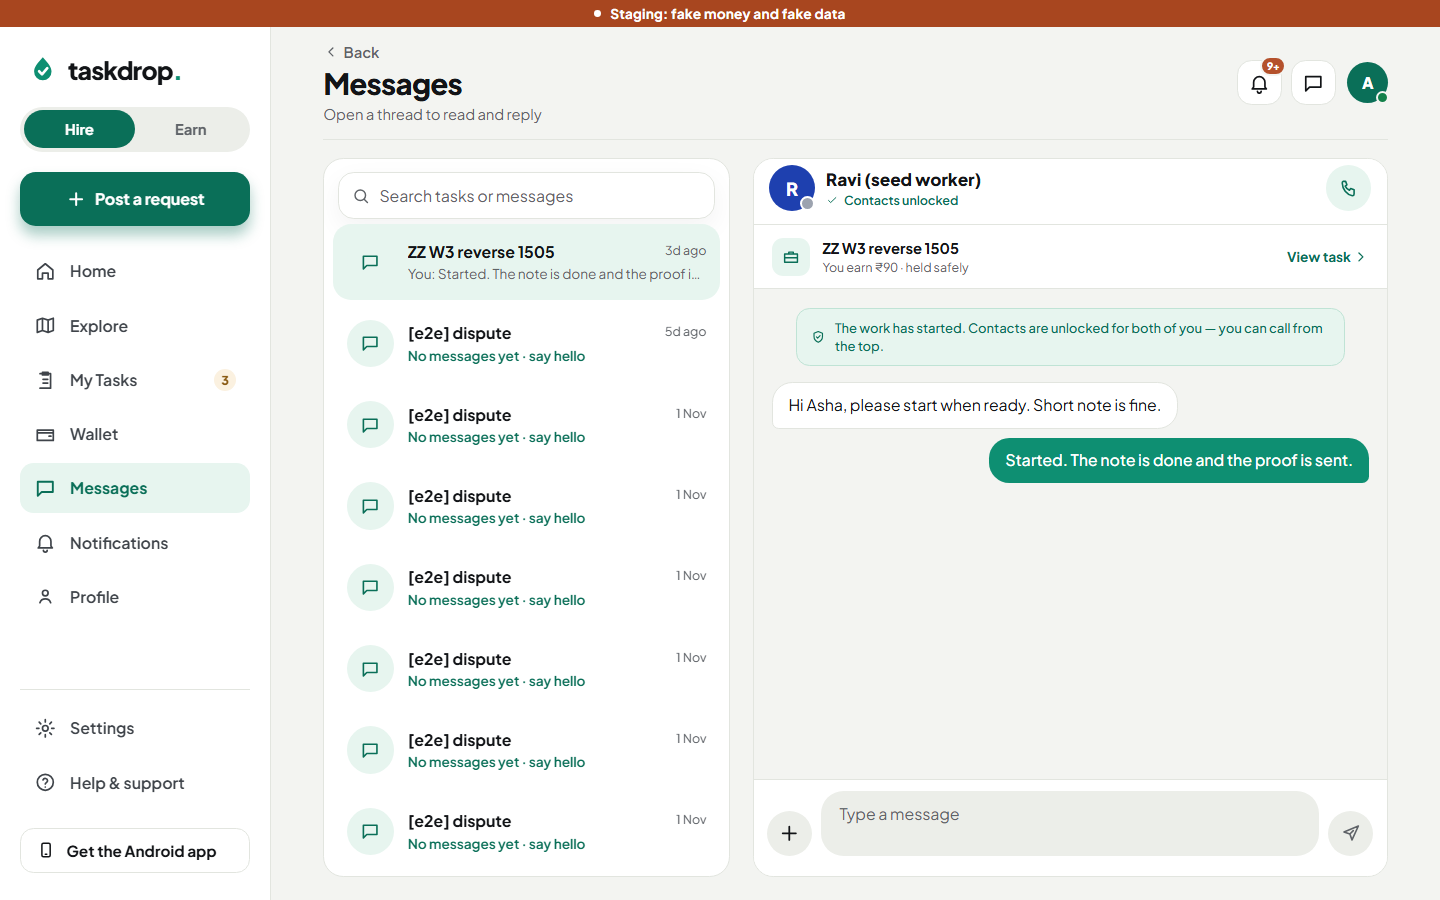 Staging: fake money and fake data
taskdrop.
Hire
Earn
Post a request
Home
Explore
My Tasks
3
Wallet
Messages
Notifications
Profile
Settings
Help & support
Get the Android app
Back
Messages
Open a thread to read and reply
9+
A
Search tasks or messages
ZZ W3 reverse 1505
3d ago
You: Started. The note is done and the proof i...
[e2e] dispute
5d ago
No messages yet · say hello
[e2e] dispute
1 Nov
No messages yet · say hello
[e2e] dispute
1 Nov
No messages yet · say hello
[e2e] dispute
1 Nov
No messages yet · say hello
[e2e] dispute
1 Nov
No messages yet · say hello
[e2e] dispute
1 Nov
No messages yet · say hello
[e2e] dispute
1 Nov
No messages yet · say hello
R
Ravi (seed worker)
Contacts unlocked
ZZ W3 reverse 1505
You earn ₹90 · held safely
View task
The work has started. Contacts are unlocked for both of you — you can call from
the top.
Hi Asha, please start when ready. Short note is fine.
Started. The note is done and the proof is sent.
Type a message